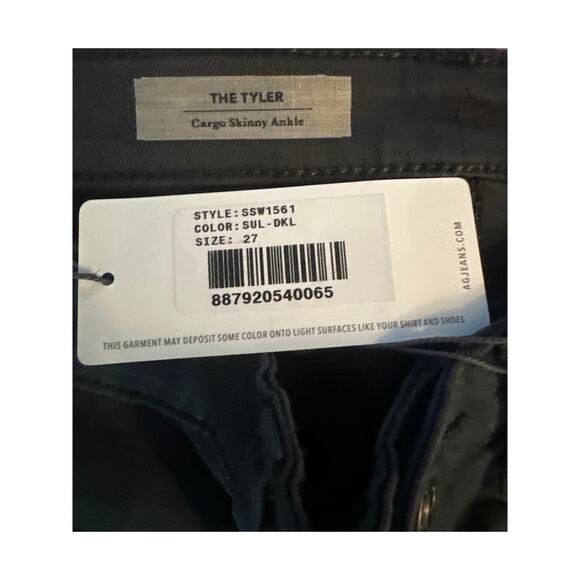 THE TYLER
Cargo Skinny Ankle
STYLE: SSW1561
COLOR: SUL-DKL
SIZE: 27
887920540065
AGJEANS.COM
THIS GARMENT MAY DEPOSIT SOME COLOR ONTO LIGHT SURFACES LIKE YOUR SHIRT AND SHOES